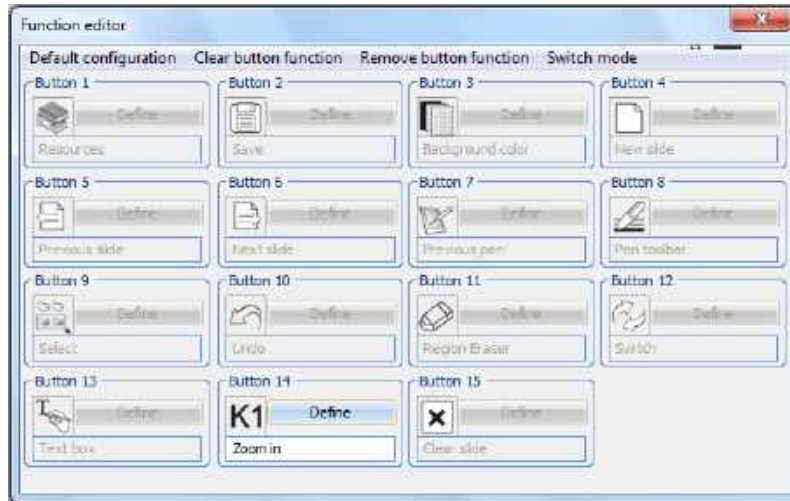 Function editor
Default configuration Clear button function Remove button function Switch mode
Button 1 Button 2 Button 3 Button 4
Define Define Define Define
Resources Save Background color New slide
Button 5 Button 6 Button 7 Button 8
Define Define Define Define
Previous slide Next slide Previous pen Pen toolbar
Button 9 Button 10 Button 11 Button 12
Define Define Define Define
Select Undo Region Eraser Switch
Button 13 Button 14 Button 15
Define K1 Define Define
Text box Zoom in Clear slide